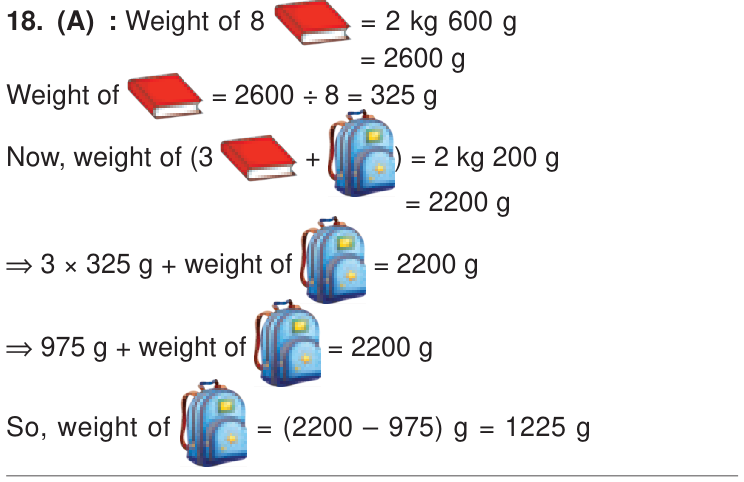 18. (A) : Weight of 8 = 2 kg 600 g
= 2600 g
Weight of = 2600 ÷ 8 = 325 g
Now, weight of (3 + ) = 2 kg 200 g
= 2200 g
⇒ 3 × 325 g + weight of = 2200 g
⇒ 975 g + weight of = 2200 g
So, weight of = (2200 – 975) g = 1225 g